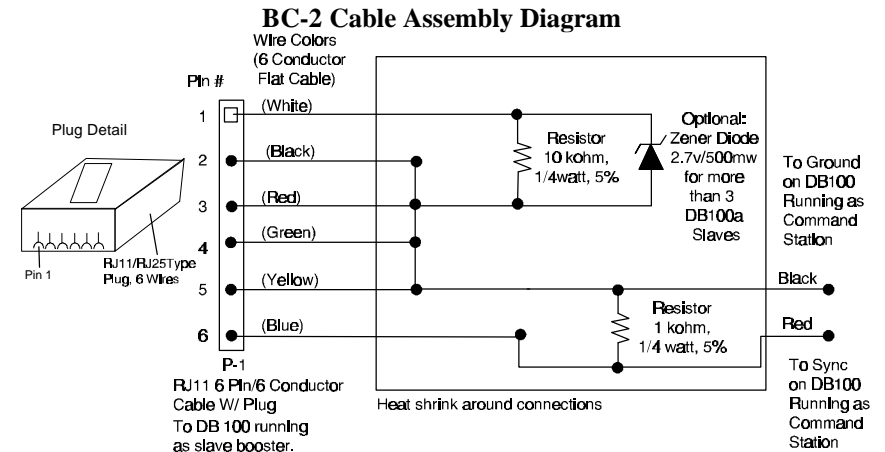 BC-2 Cable Assembly Diagram
Wire Colors
(6 Conductor
Flat Cable)
Pin #
Plug Detail
Pin 1
RJ11/RJ25Type
Plug, 6 Wires
1
(White)
2
(Black)
3
(Red)
4
(Green)
5
(Yellow)
6
(Blue)
P-1
RJ11 6 Pin/6 Conductor
Cable W/ Plug
To DB 100 running
as slave booster.
Resistor
10 kohm,
1/4watt, 5%
Optional:
Zener Diode
2.7v/500mw
for more
than 3
DB100a
Slaves
Resistor
1 kohm,
1/4 watt, 5%
Heat shrink around connections
To Ground
on DB100
Running as
Command
Station
Black
Red
To Sync
on DB100
Running as
Command
Station